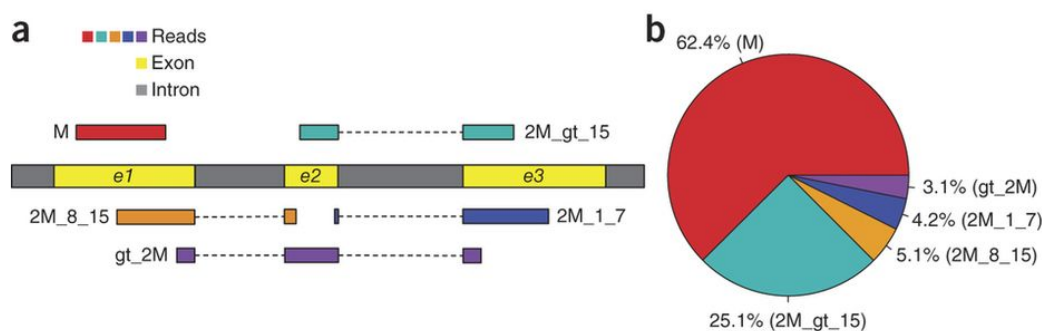 a
Reads
Exon
Intron
M
2M_gt_15
e1
e2
e3
2M_8_15
2M_1_7
gt_2M
b
62.4% (M)
3.1% (gt_2M)
4.2% (2M_1_7)
5.1% (2M_8_15)
25.1% (2M_gt_15)